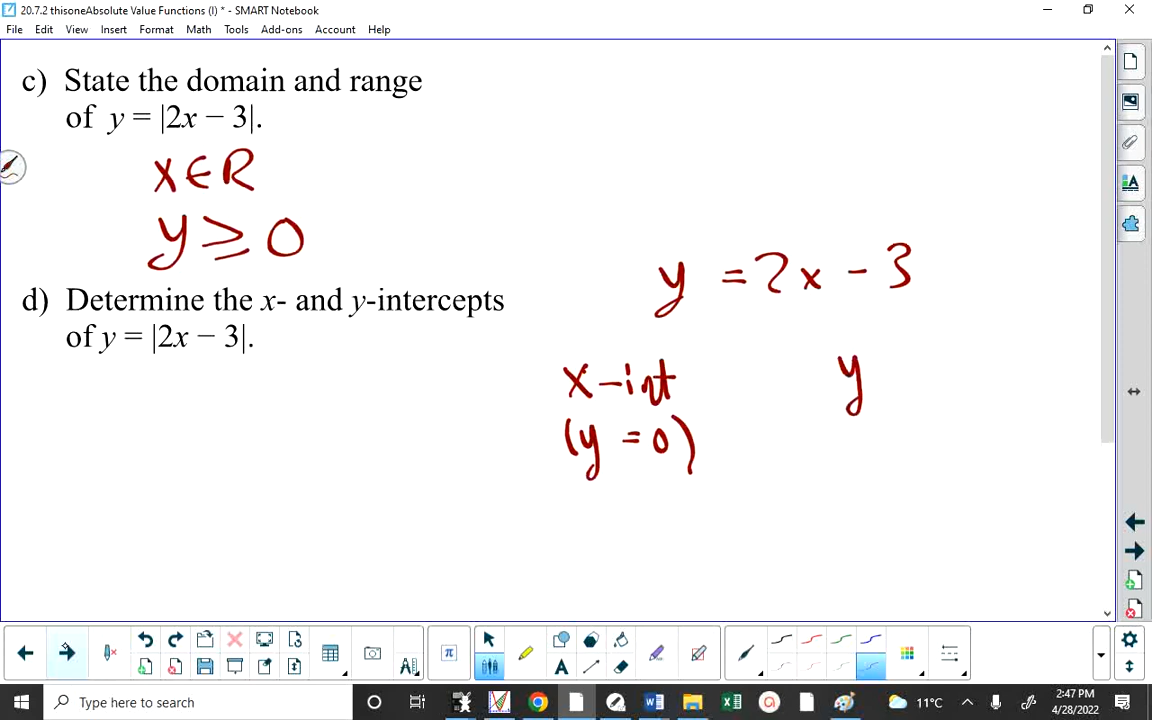 20.7.2 thisoneAbsolute Value Functions (I) * - SMART Notebook
File Edit View Insert Format Math Tools Add-ons Account Help
c) State the domain and range
of y = |2x − 3|.
x ∈ R
y ≥ 0
y = 2x - 3
d) Determine the x- and y-intercepts
of y = |2x − 3|.
x-int
y
(y = 0)
Type here to search
11°C
2:47 PM
4/28/2022